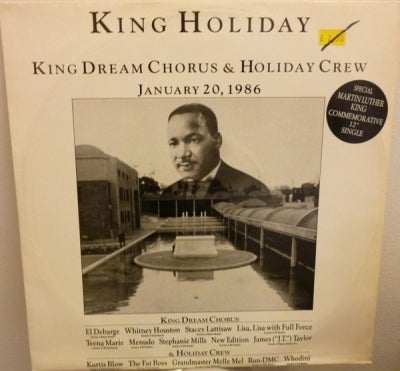 KING HOLIDAY
KING DREAM CHORUS & HOLIDAY CREW
JANUARY 20, 1986
SPECIAL
MARTIN LUTHER
KING
COMMEMORATIVE
12"
SINGLE
KING DREAM CHORUS
El Debarge Whitney Houston Stacey Lattisaw Lisa, Lisa with Full Force
Teena Marie Menudo Stephanie Mills New Edition James ("J.T.") Taylor
& HOLIDAY CREW
Kurtis Blow The Fat Boys Grandmaster Melle Mel Run-DMC Whodini